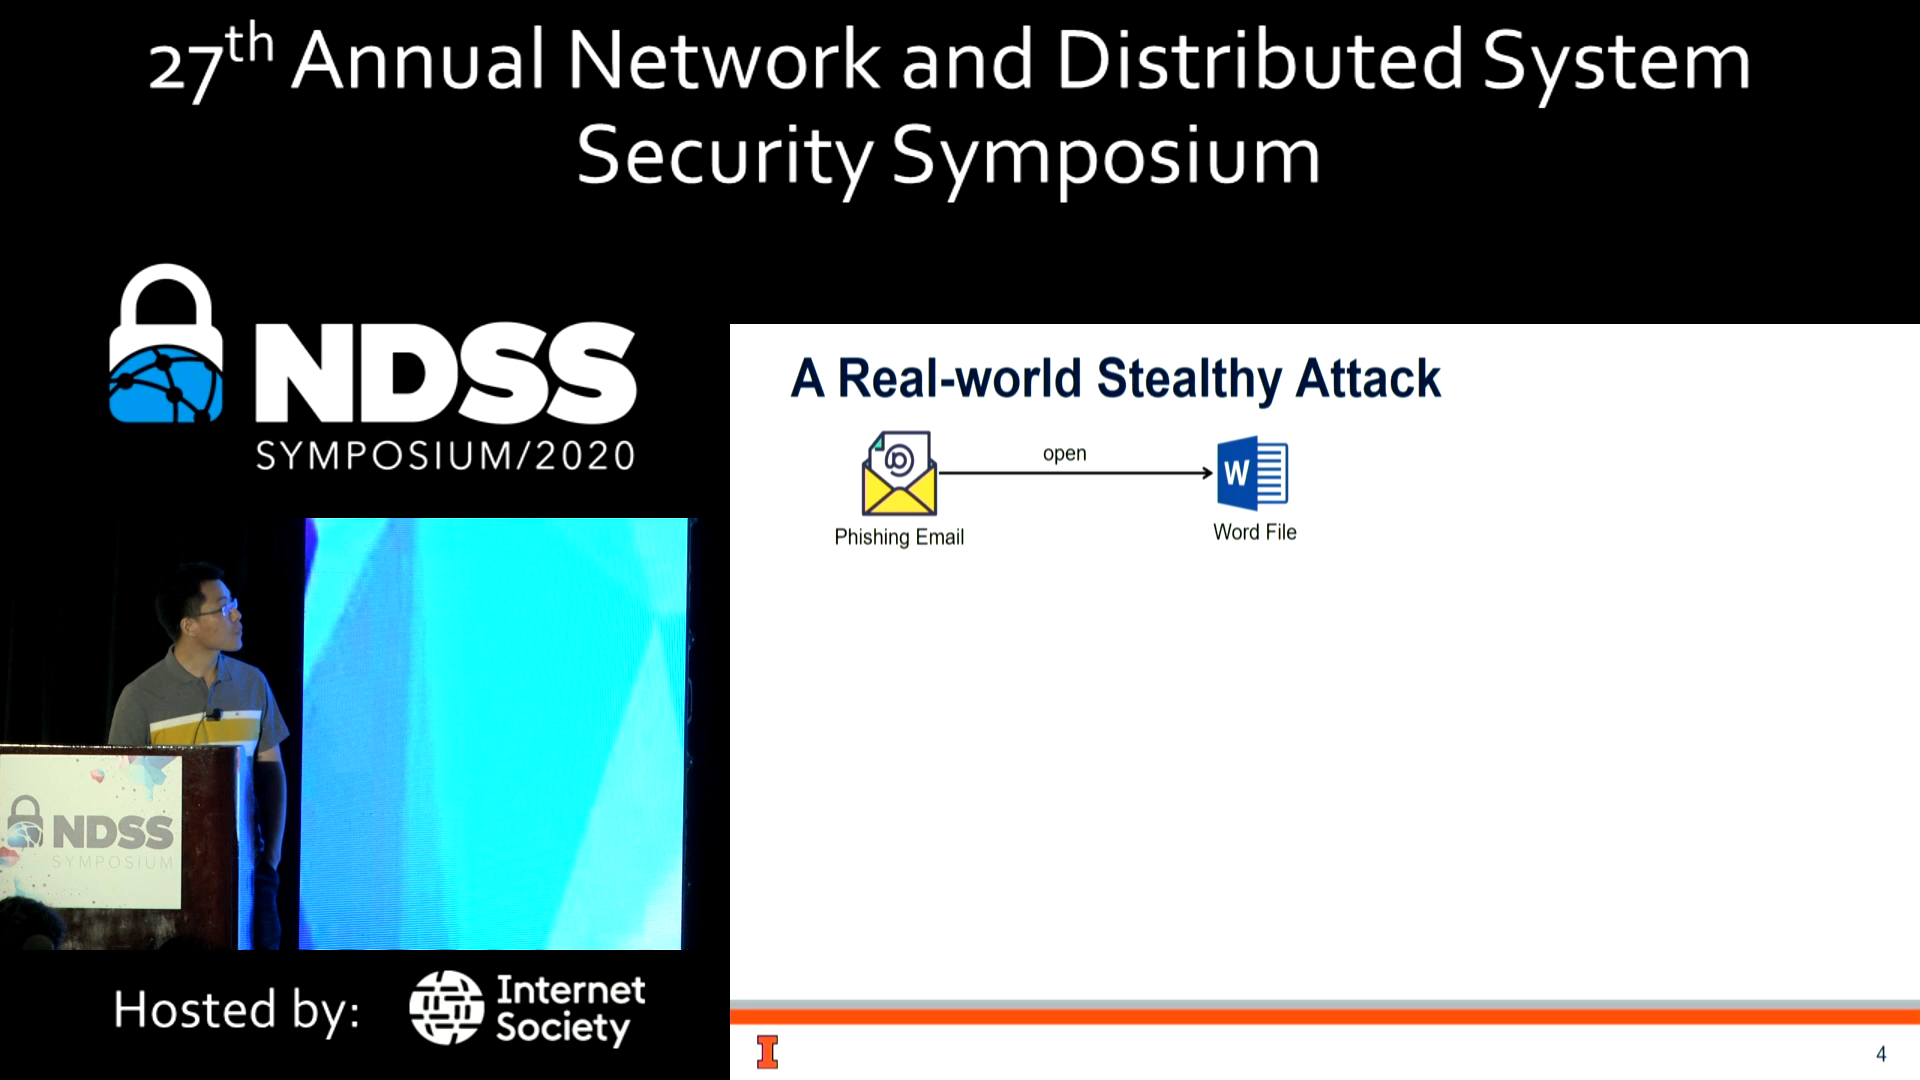 27th Annual Network and Distributed System
Security Symposium
NDSS
SYMPOSIUM/2020
A Real-world Stealthy Attack
open
W
Phishing Email
Word File
NDSS
SYMPOSIUM
Hosted by:
Internet
Society
I
4